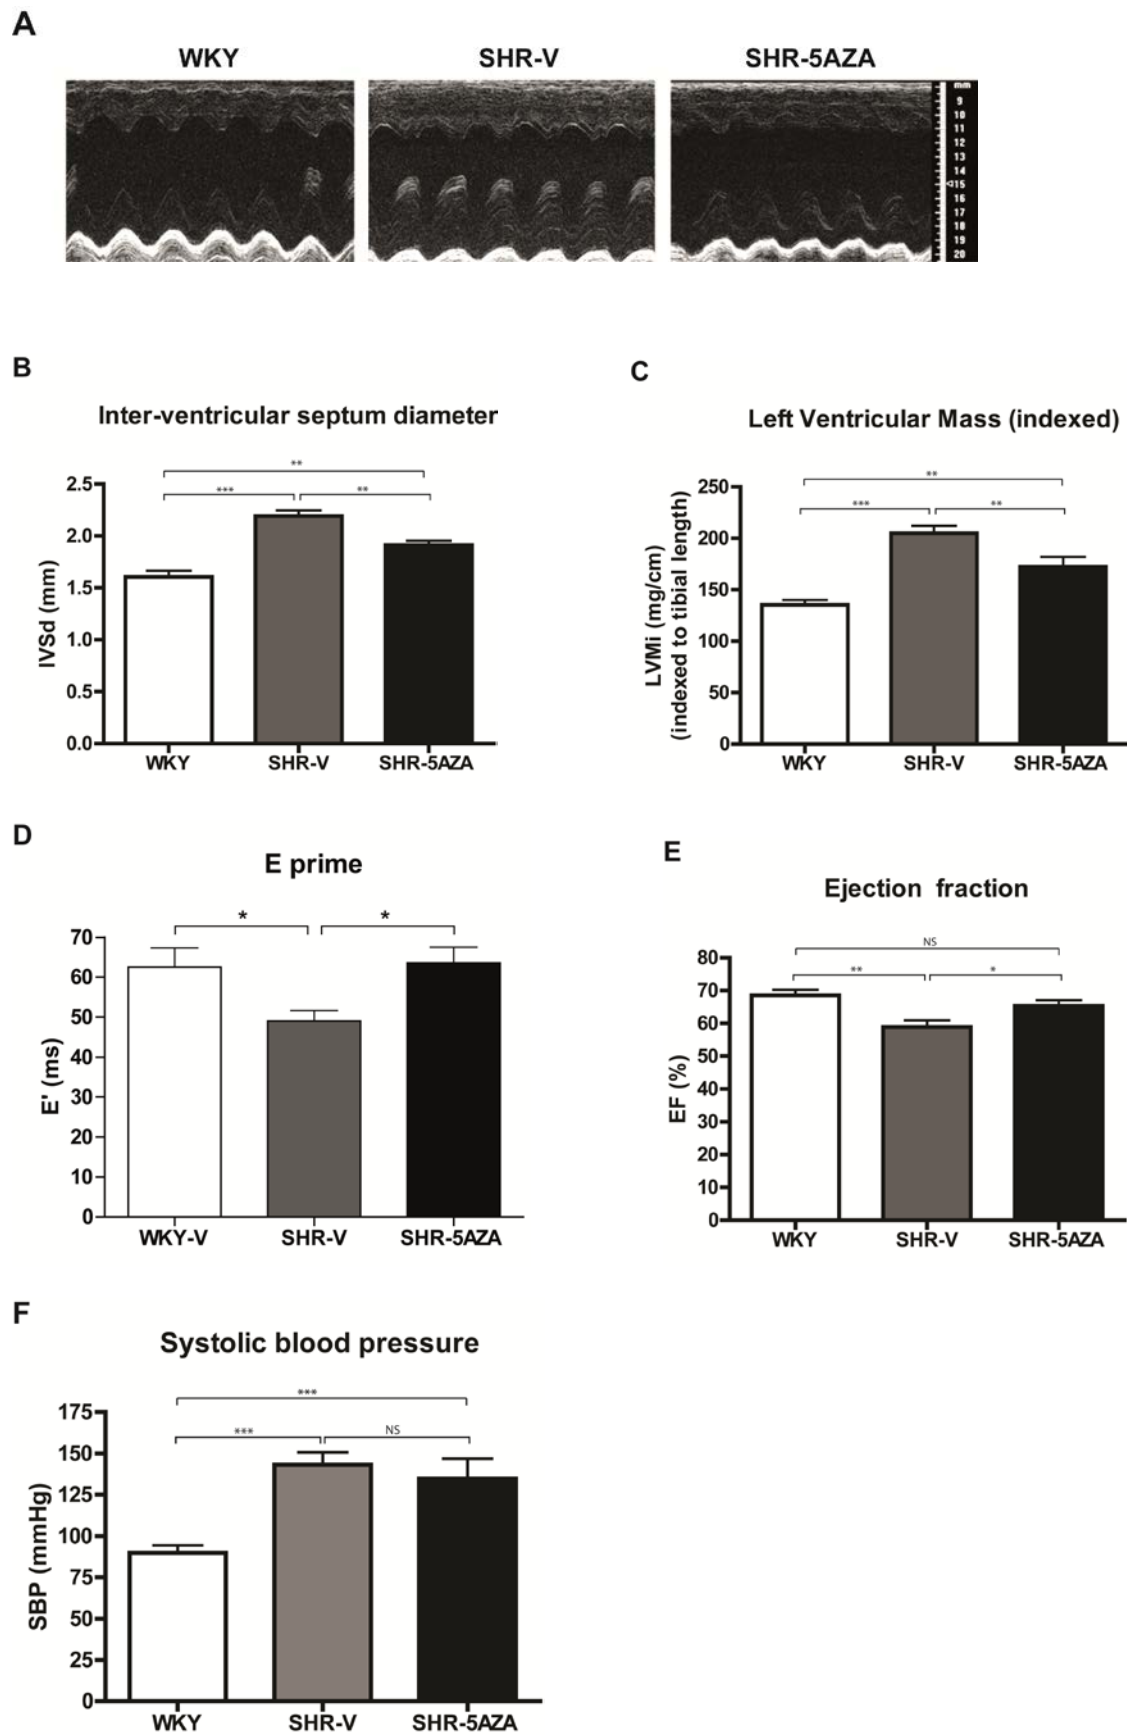 A
WKY
SHR-V
SHR-5AZA
mm
9
10
11
12
13
14
15
16
17
18
19
20
B
Inter-ventricular septum diameter
**
***
**
2.5
2.0
1.5
1.0
0.5
0.0
IVSd (mm)
WKY
SHR-V
SHR-5AZA
C
Left Ventricular Mass (indexed)
**
***
**
250
200
150
100
50
0
LVMi (mg/cm)
(indexed to tibial length)
WKY
SHR-V
SHR-5AZA
D
E prime
*
*
70
60
50
40
30
20
10
0
E' (ms)
WKY-V
SHR-V
SHR-5AZA
E
Ejection fraction
NS
**
*
80
70
60
50
40
30
20
10
0
EF (%)
WKY
SHR-V
SHR-5AZA
F
Systolic blood pressure
***
***
NS
175
150
125
100
75
50
25
0
SBP (mmHg)
WKY
SHR-V
SHR-5AZA